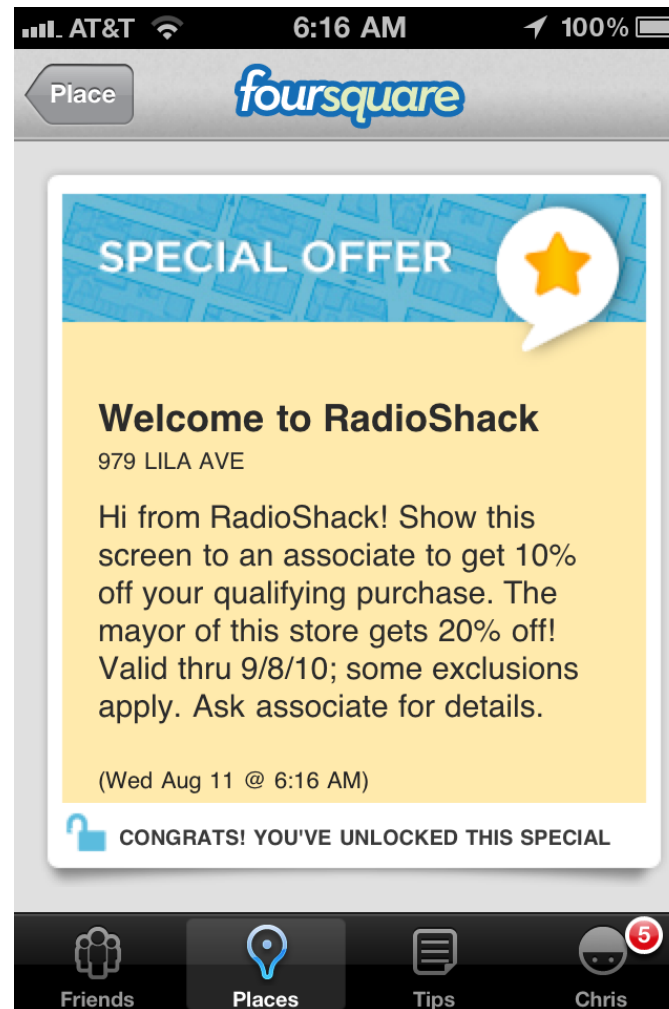 AT&T 6:16 AM 100%
Place foursquare
SPECIAL OFFER
Welcome to RadioShack
979 LILA AVE
Hi from RadioShack! Show this
screen to an associate to get 10%
off your qualifying purchase. The
mayor of this store gets 20% off!
Valid thru 9/8/10; some exclusions
apply. Ask associate for details.
(Wed Aug 11 @ 6:16 AM)
CONGRATS! YOU'VE UNLOCKED THIS SPECIAL
5
Friends Places Tips Chris